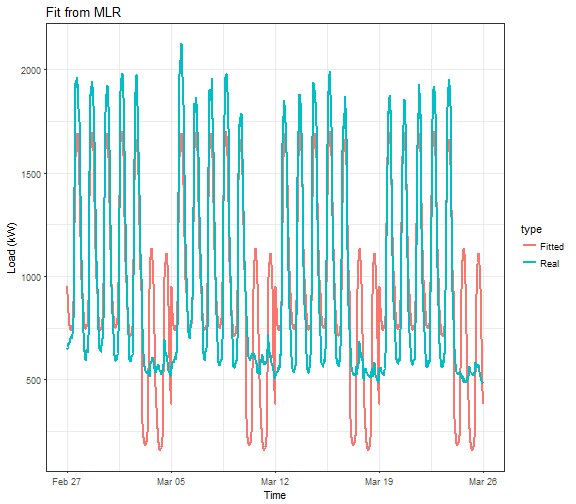 Fit from MLR
2000
1500
1000
500
Load (kW)
Feb 27
Mar 05
Mar 12
Mar 19
Mar 26
Time
type
Fitted
Real